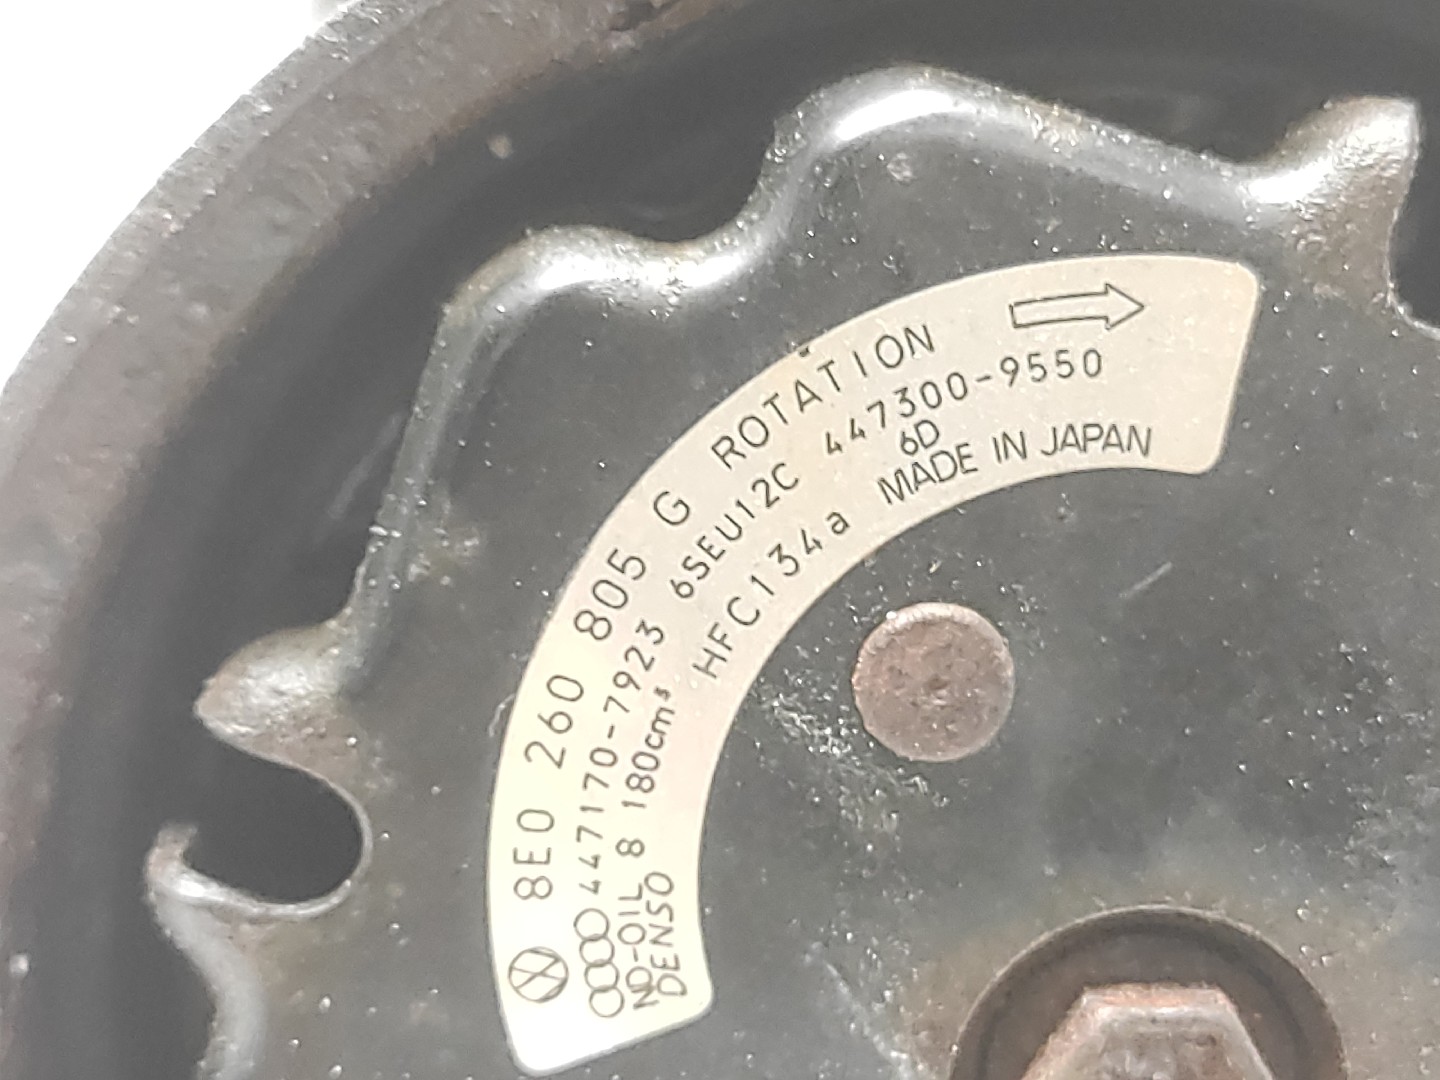 8E0 260 805 G ROTATION
447170-7923 6SEU12C 447300-9550
6D
ND-OIL 8 180cm³ HFC134a MADE IN JAPAN
DENSO